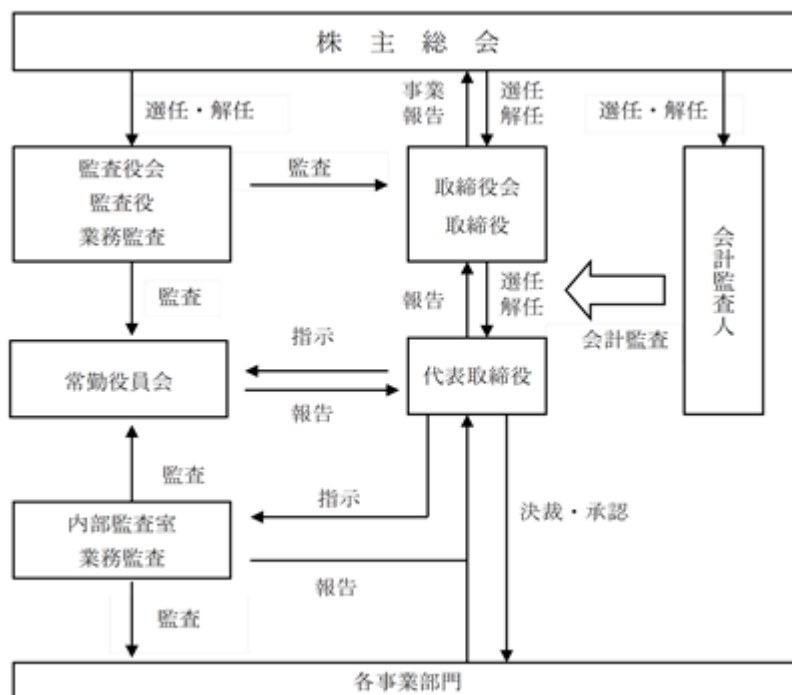 株主総会
選任・解任
事業
報告
選任
解任
選任・解任
監査役会
監査役
業務監査
監査
取締役会
取締役
会計監査人
監査
報告
選任
解任
会計監査
指示
常勤役員会
代表取締役
報告
監査
指示
決裁・承認
内部監査室
業務監査
報告
監査
各事業部門